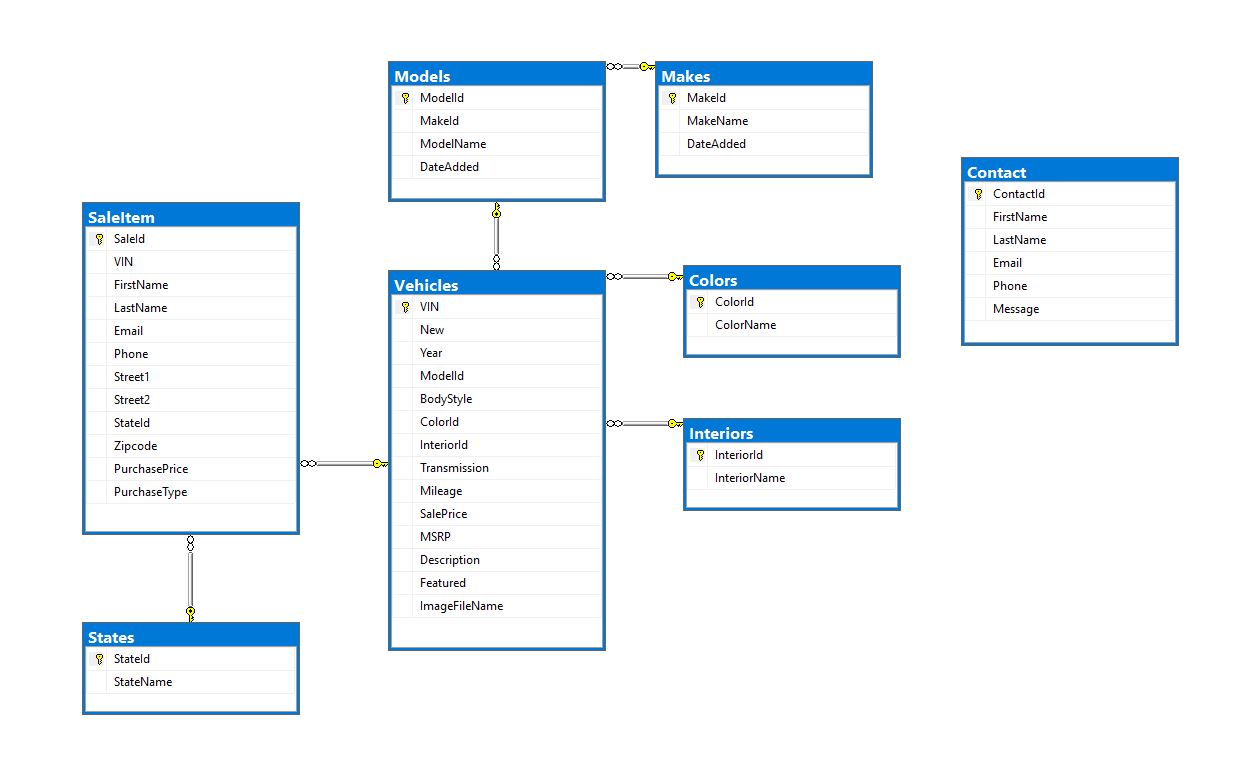 Models
ModelId
MakeId
ModelName
DateAdded
Makes
MakeId
MakeName
DateAdded
Contact
ContactId
FirstName
LastName
Email
Phone
Message
SaleItem
SaleId
VIN
FirstName
LastName
Email
Phone
Street1
Street2
StateId
Zipcode
PurchasePrice
PurchaseType
Vehicles
VIN
New
Year
ModelId
BodyStyle
ColorId
InteriorId
Transmission
Mileage
SalePrice
MSRP
Description
Featured
ImageFileName
Colors
ColorId
ColorName
Interiors
InteriorId
InteriorName
States
StateId
StateName